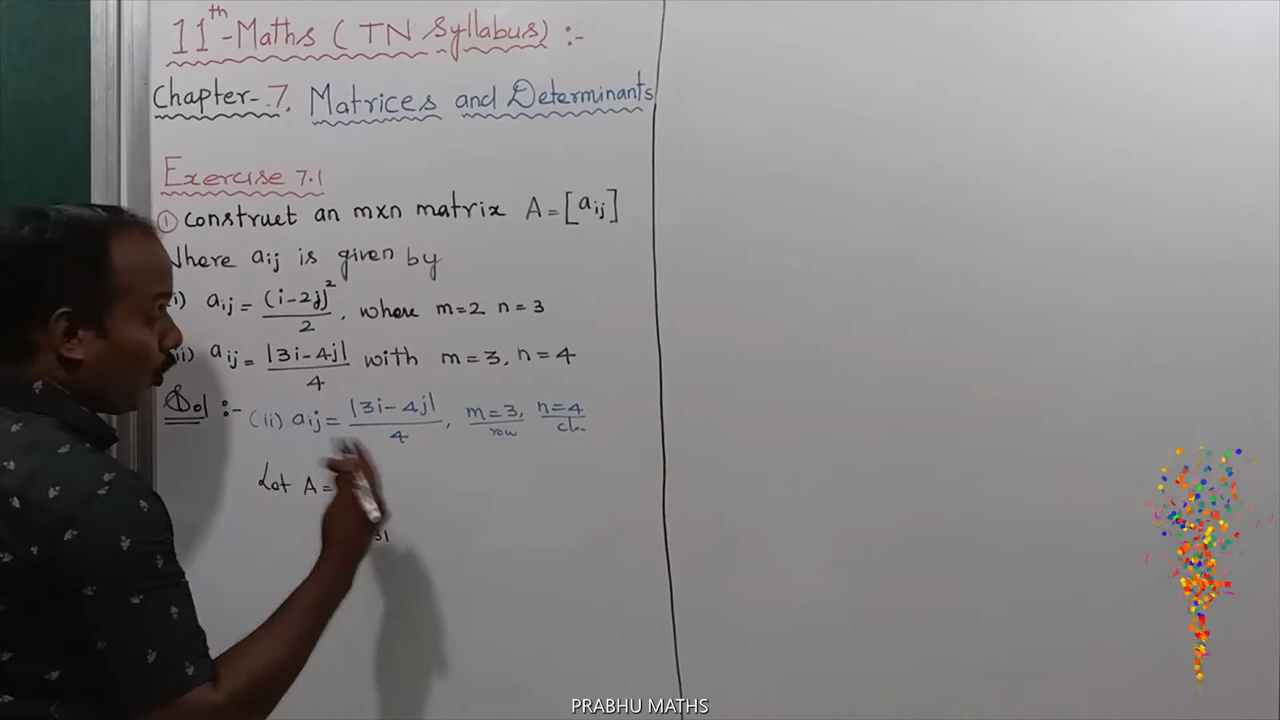 11th-Maths (TN Syllabus) :-
Chapter-7. Matrices and Determinants
Exercise 7.1
① Construct an m×n matrix A = [aij]
Where aij is given by
(i) aij = (i-2j)²/2, where m=2 n=3
(ii) aij = |3i-4j|/4 with m=3, n=4
Sol :- (ii) aij = |3i-4j|/4, m=3, n=4
row
Let A =
31
PRABHU MATHS